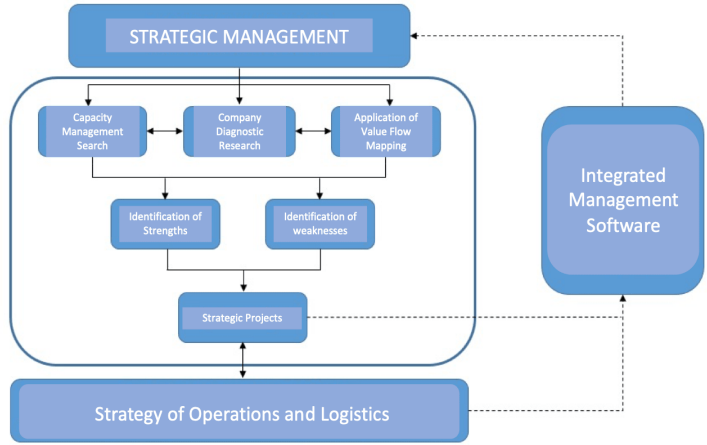 STRATEGIC MANAGEMENT
Capacity
Management
Search
Company
Diagnostic
Research
Application of
Value Flow
Mapping
Integrated
Management
Software
Identification of
Strengths
Identification of
weaknesses
Strategic Projects
Strategy of Operations and Logistics